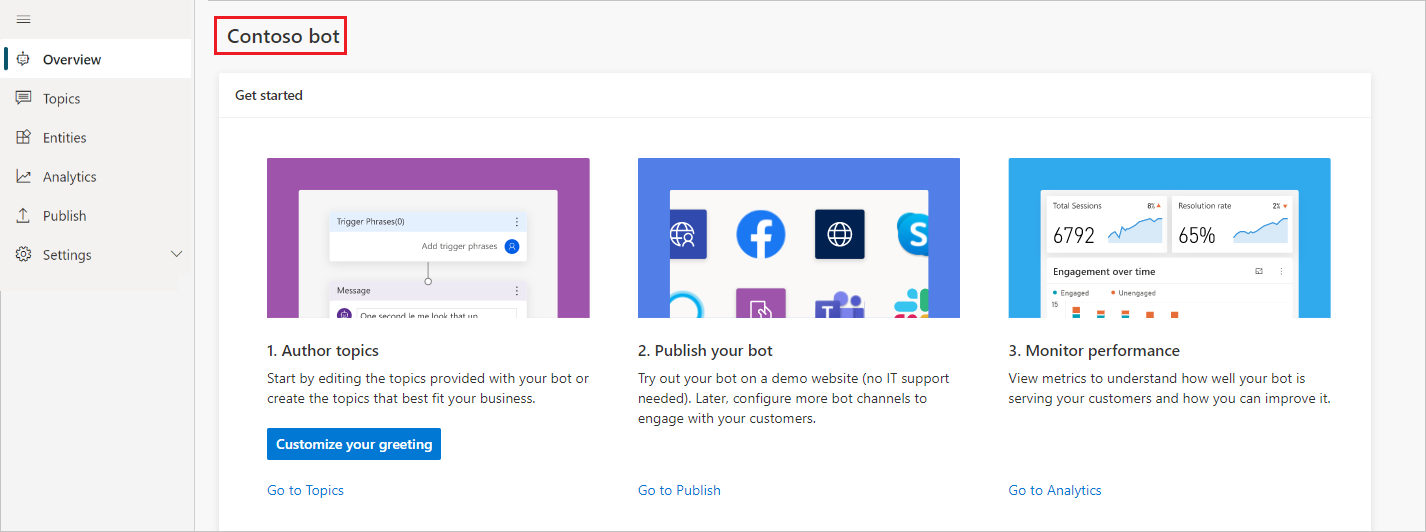 Contoso bot
Overview
Topics
Entities
Analytics
Publish
Settings
Get started
Trigger Phrases(0)
Add trigger phrases
Message
One second le me look that up
S
Total Sessions
8%
6792
Resolution rate
2%
65%
Engagement over time
Engaged
Unengaged
15
1. Author topics
Start by editing the topics provided with your bot or
create the topics that best fit your business.
Customize your greeting
Go to Topics
2. Publish your bot
Try out your bot on a demo website (no IT support
needed). Later, configure more bot channels to
engage with your customers.
Go to Publish
3. Monitor performance
View metrics to understand how well your bot is
serving your customers and how you can improve it.
Go to Analytics